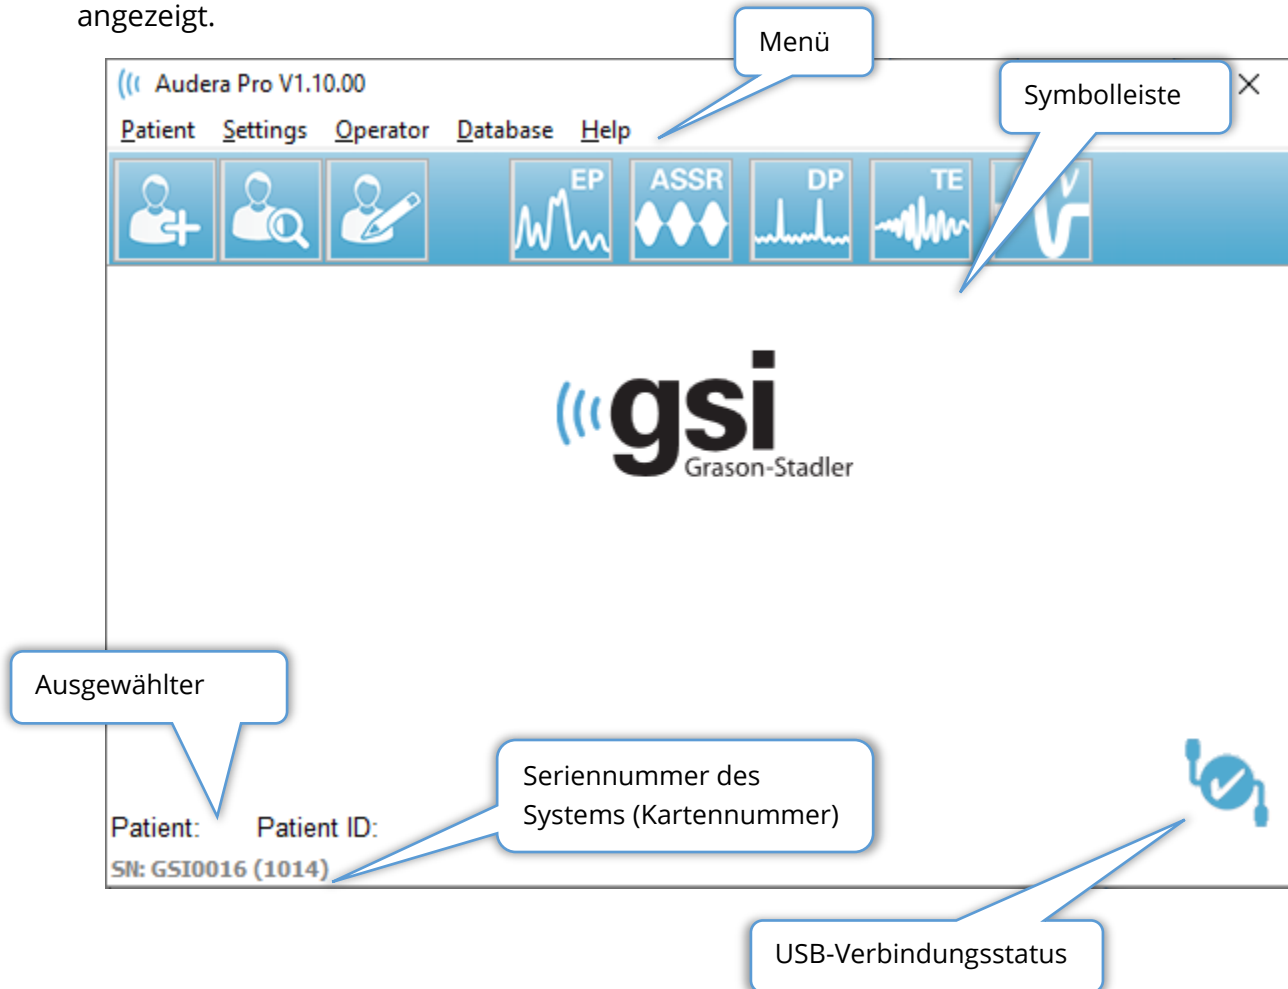 angezeigt.
Menü
Audera Pro V1.10.00
Symbolleiste
Patient Settings Operator Database Help
EP ASSR DP TE V
gsi
Grason-Stadler
Ausgewählter
Seriennummer des
Systems (Kartennummer)
Patient: Patient ID:
SN: GSI0016 (1014)
USB-Verbindungsstatus